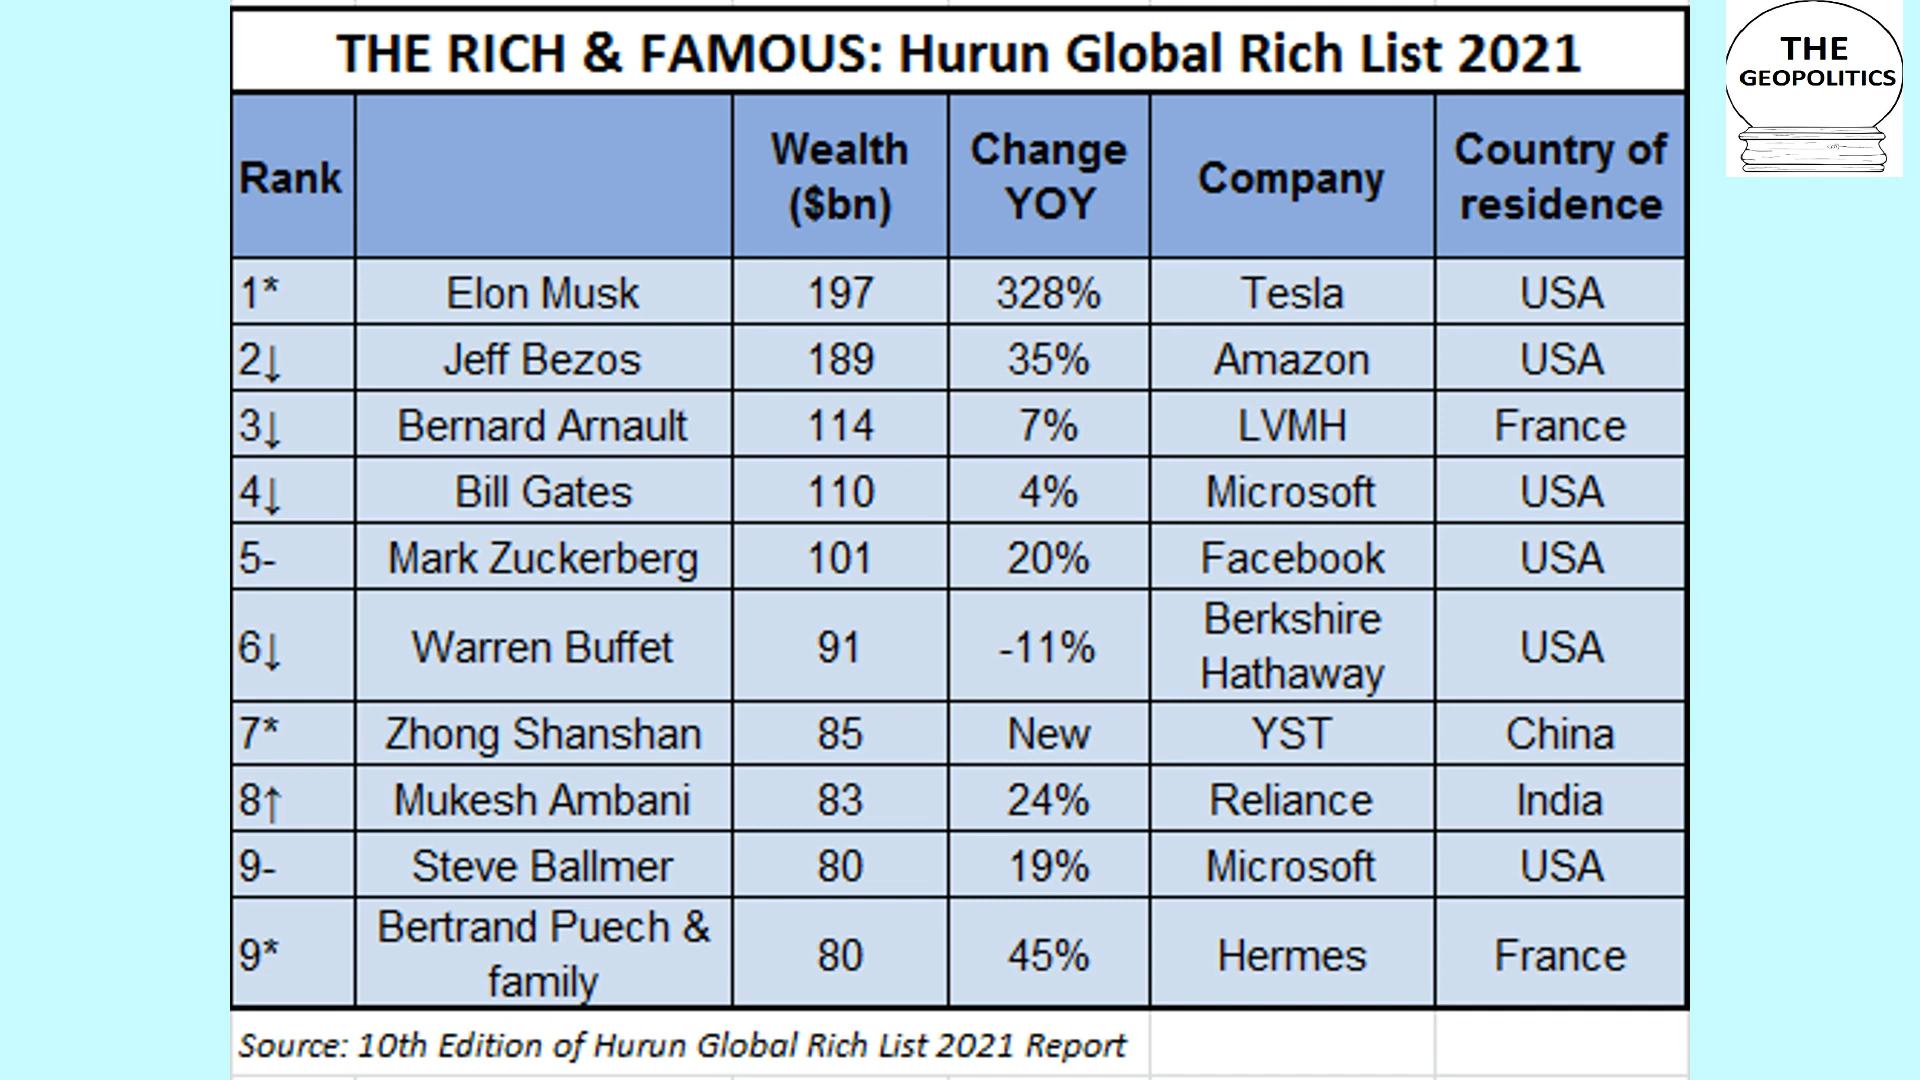 THE RICH & FAMOUS: Hurun Global Rich List 2021
THE
GEOPOLITICS
Rank Wealth ($bn) Change YOY Company Country of residence
1* Elon Musk 197 328% Tesla USA
2↓ Jeff Bezos 189 35% Amazon USA
3↓ Bernard Arnault 114 7% LVMH France
4↓ Bill Gates 110 4% Microsoft USA
5- Mark Zuckerberg 101 20% Facebook USA
6↓ Warren Buffet 91 -11% Berkshire Hathaway USA
7* Zhong Shanshan 85 New YST China
8↑ Mukesh Ambani 83 24% Reliance India
9- Steve Ballmer 80 19% Microsoft USA
9* Bertrand Puech & family 80 45% Hermes France
Source: 10th Edition of Hurun Global Rich List 2021 Report